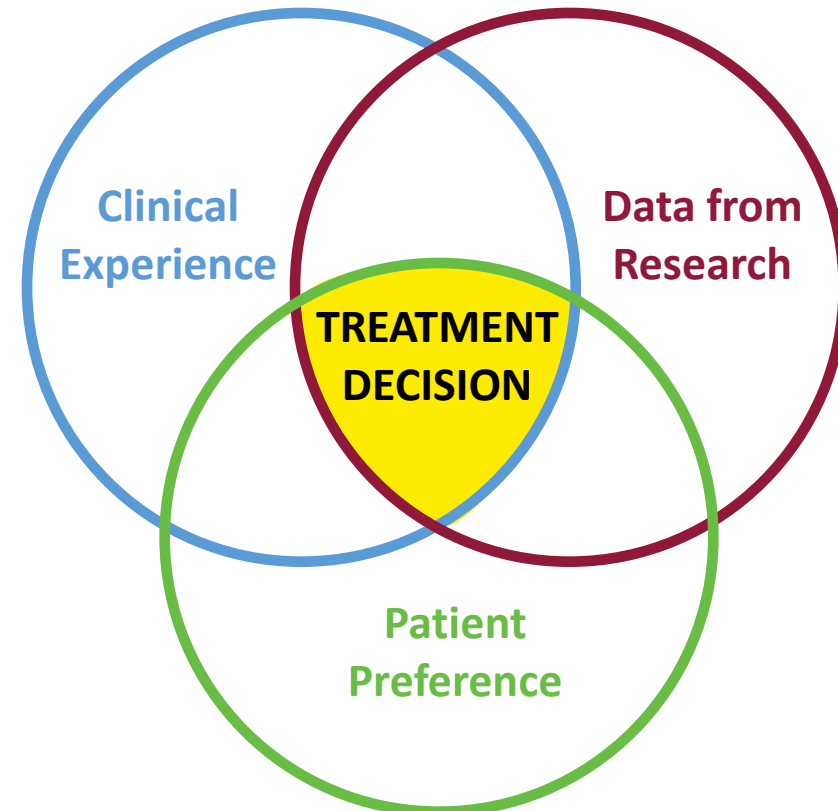 Clinical
Experience
Data from
Research
TREATMENT
DECISION
Patient
Preference